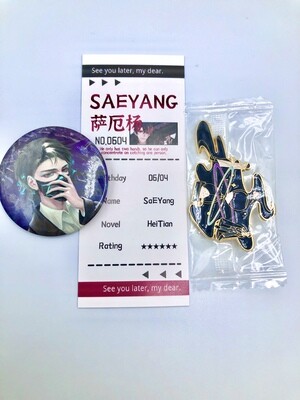 See you later, my dear.
SAEYANG
萨厄杨
NO.0604
thday 06/04
Name SaEYang
Novel HeiTian
Rating ★★★★★★
See you later, my dear.